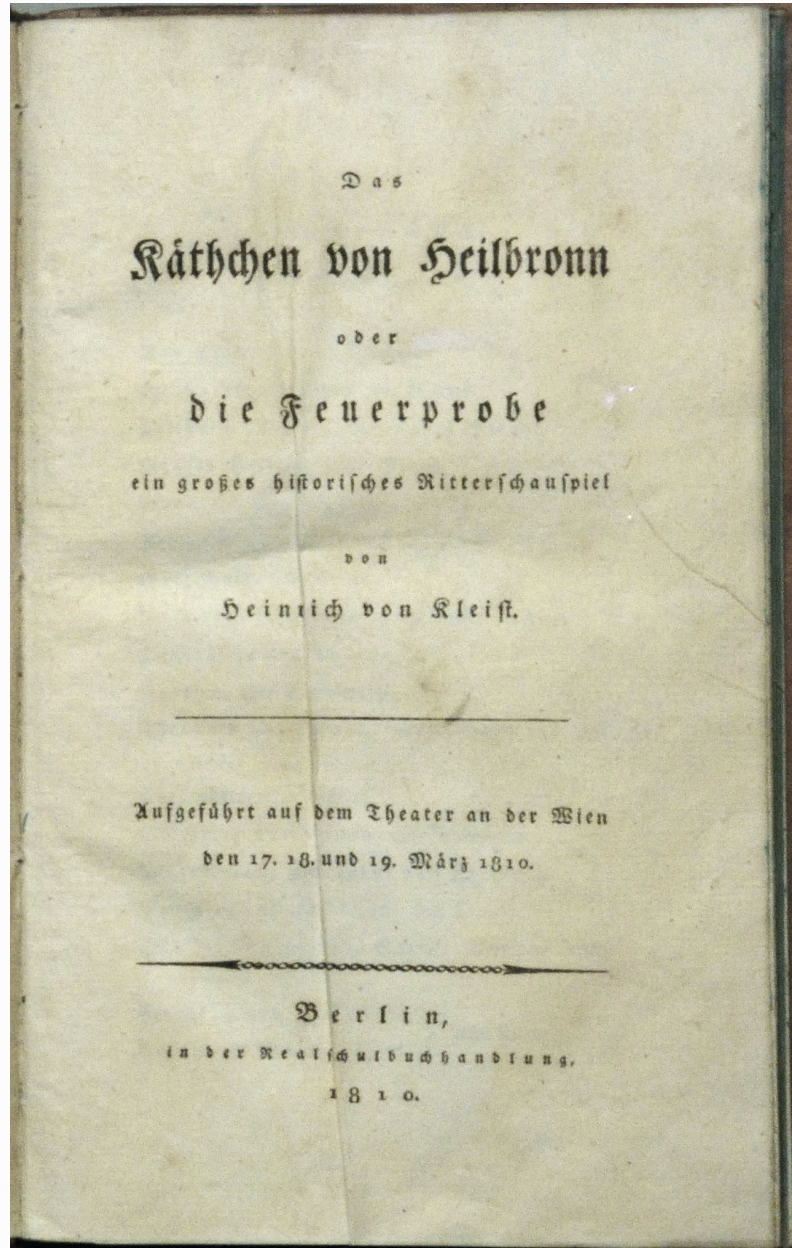 Das
Käthchen von Heilbronn
oder
die Feuerprobe
ein großes historisches Ritterschauspiel
von
Heinrich von Kleist.
Aufgeführt auf dem Theater an der Wien
den 17. 18. und 19. März 1810.
Berlin,
in der Realschulbuchhandlung,
1810.